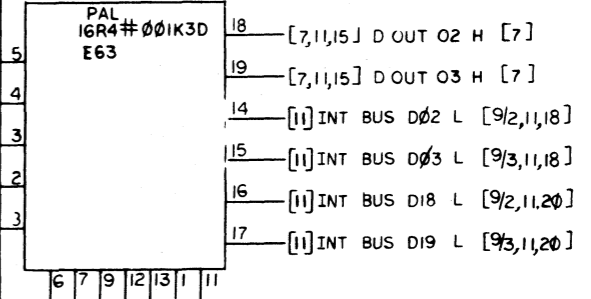 PAL
16R4#ØØ1K3D
E63
18 [7,11,15] D OUT O2 H [7]
19 [7,11,15] D OUT O3 H [7]
14 [11] INT BUS DØ2 L [9/2,11,18]
15 [11] INT BUS DØ3 L [9/3,11,18]
16 [11] INT BUS D18 L [9/2,11,2Ø]
17 [11] INT BUS D19 L [9/3,11,2Ø]
5
4
3
2
3
6 7 9 12 13 1 11